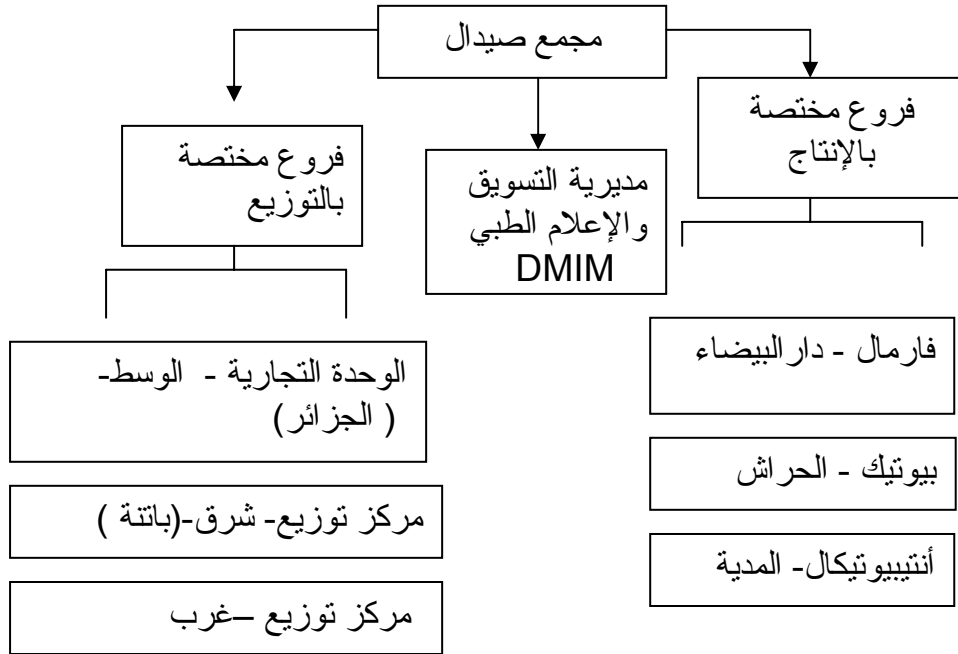 مجمع صيدال
فروع مختصة
بالإنتاج
مديرية التسويق
والإعلام الطبي
DMIM
فروع مختصة
بالتوزيع
فارمال - دارالبيضاء
بيوتيك - الحراش
أنتيبيوتيكال- المدية
الوحدة التجارية - الوسط-
( الجزائر)
مركز توزيع- شرق-(باتنة )
مركز توزيع –غرب